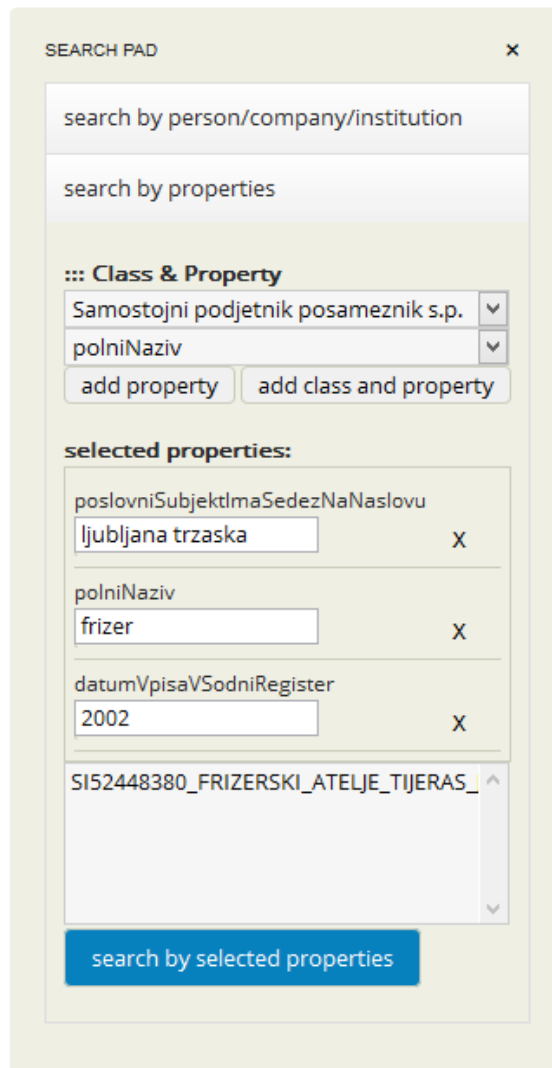 SEARCH PAD ×
search by person/company/institution
search by properties
::: Class & Property
Samostojni podjetnik posameznik s.p.
polniNaziv
add property add class and property
selected properties:
poslovniSubjektImaSedezNaNaslovu
ljubljana trzaska X
polniNaziv
frizer X
datumVpisaVSodniRegister
2002 X
SI52448380_FRIZERSKI_ATELJE_TIJERAS_
search by selected properties